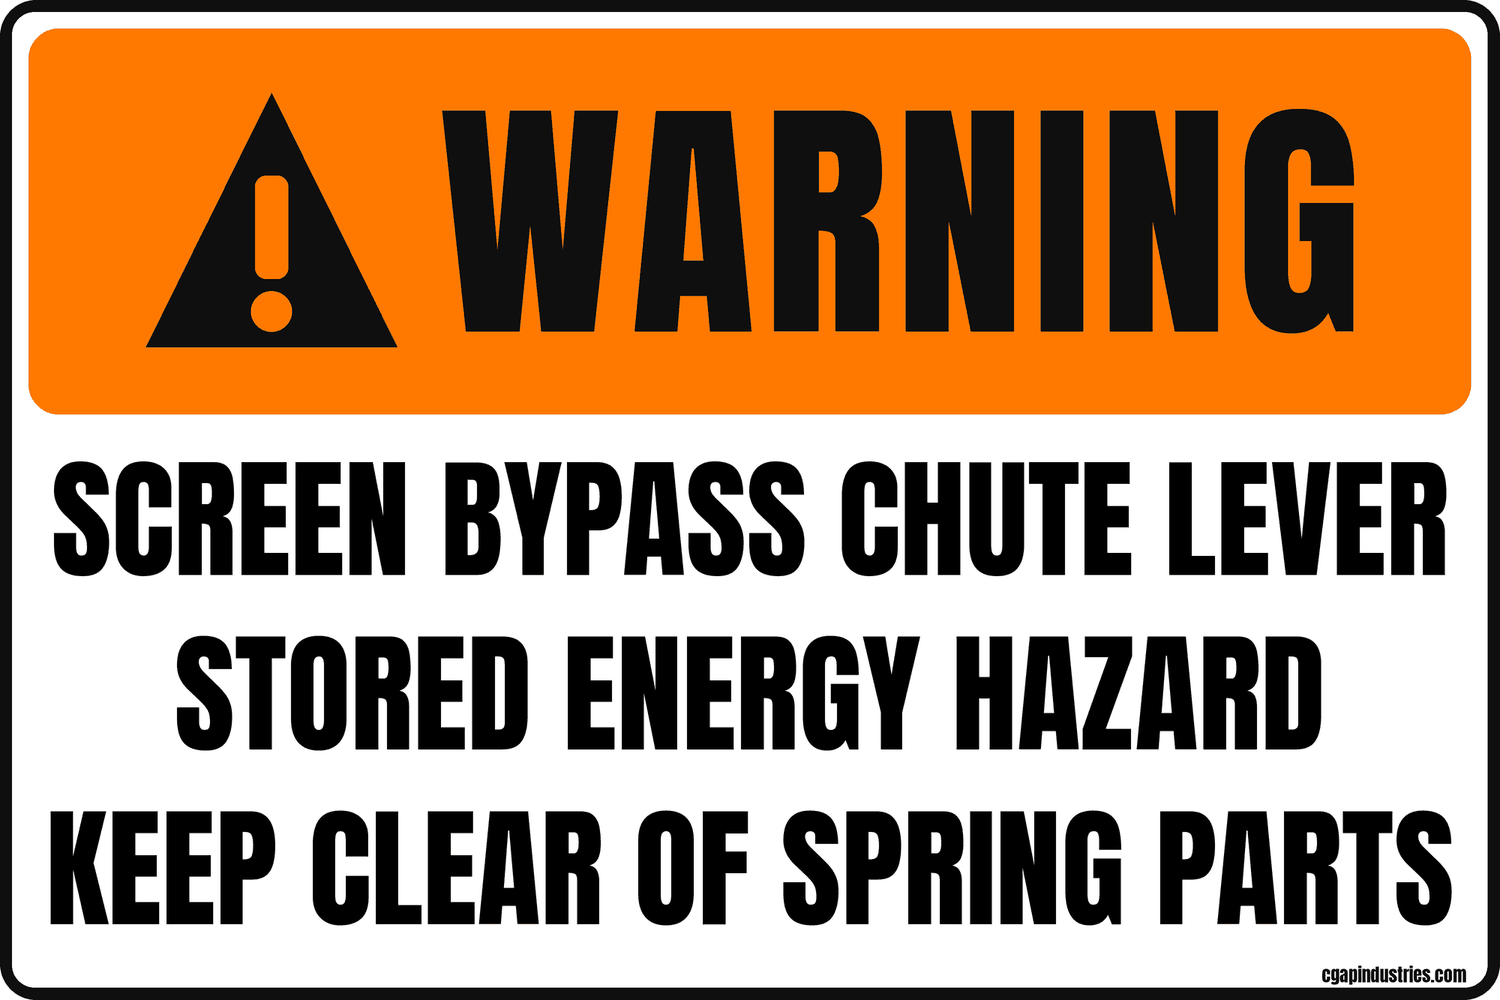 WARNING
SCREEN BYPASS CHUTE LEVER
STORED ENERGY HAZARD
KEEP CLEAR OF SPRING PARTS
cgapindustries.com